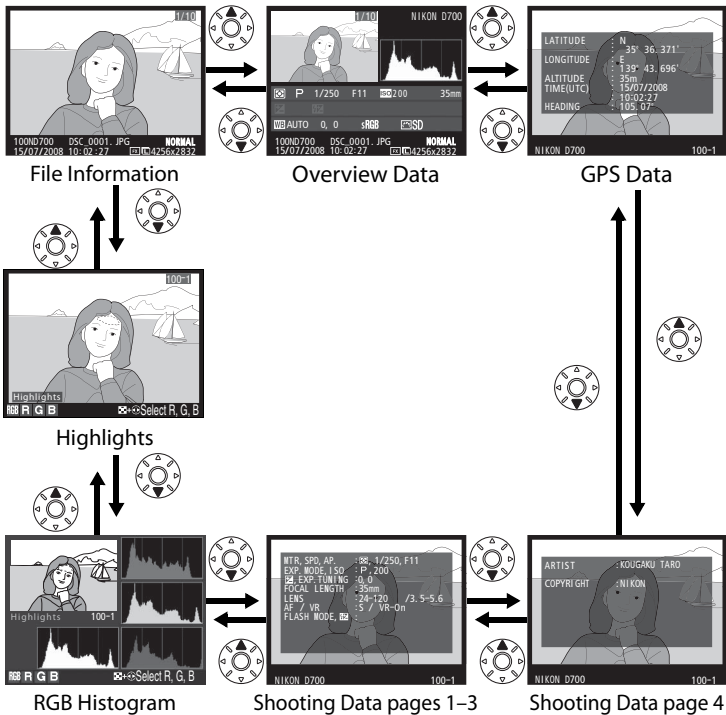 1/10
100ND700 DSC_0001. JPG NORMAL
15/07/2008 10:02:27 FX L 4256x2832
File Information
1/10 NIKON D700
P 1/250 F11 ISO 200 35mm
WB AUTO 0, 0 sRGB SD
100ND700 DSC_0001. JPG NORMAL
15/07/2008 10:02:27 FX L 4256x2832
Overview Data
LATITUDE : N
: 35° 36. 371'
LONGITUDE : E
: 139° 43. 696'
ALTITUDE : 35m
TIME(UTC) : 15/07/2008
: 10:02:27
HEADING : 105. 07°
NIKON D700
GPS Data
100-1
Highlights
RGB R G B Select R, G, B
Highlights
Highlights 100-1
RGB R G B Select R, G, B
RGB Histogram
MTR, SPD, AP. : , 1/250, F11
EXP. MODE, ISO : P, 200
EXP. TUNING : 0, 0
FOCAL LENGTH : 35mm
LENS : 24-120 /3. 5-5.6
AF / VR : S / VR-On
FLASH MODE, :
NIKON D700 100-1
Shooting Data pages 1–3
ARTIST : KOUGAKU TARO
COPYRIGHT : NIKON
NIKON D700 100-1
Shooting Data page 4